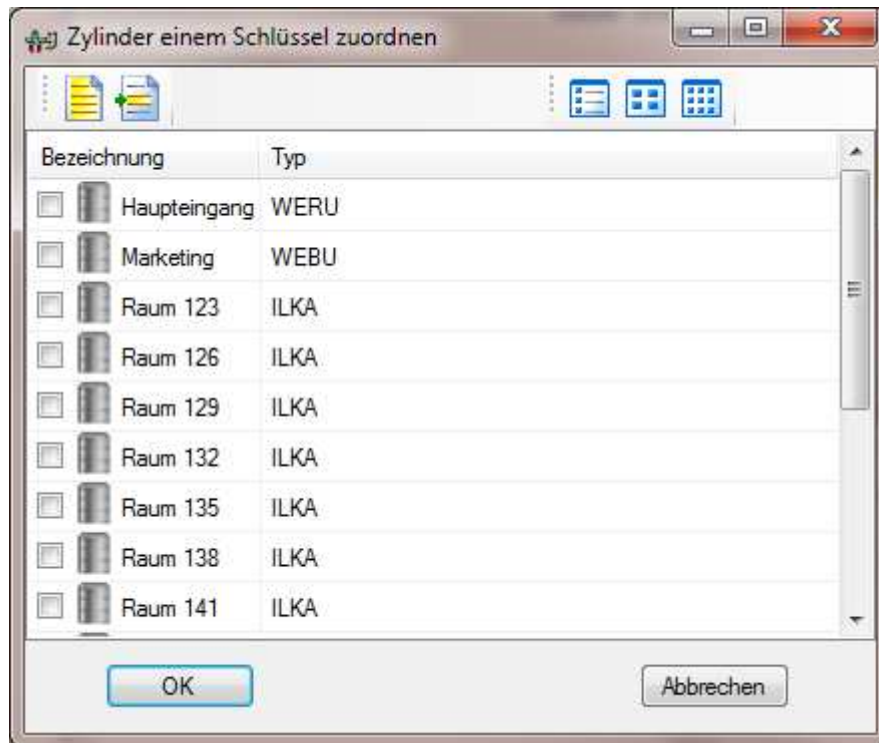 Zylinder einem Schlüssel zuordnen
Bezeichnung Typ
Haupteingang WERU
Marketing WEBU
Raum 123 ILKA
Raum 126 ILKA
Raum 129 ILKA
Raum 132 ILKA
Raum 135 ILKA
Raum 138 ILKA
Raum 141 ILKA
OK Abbrechen